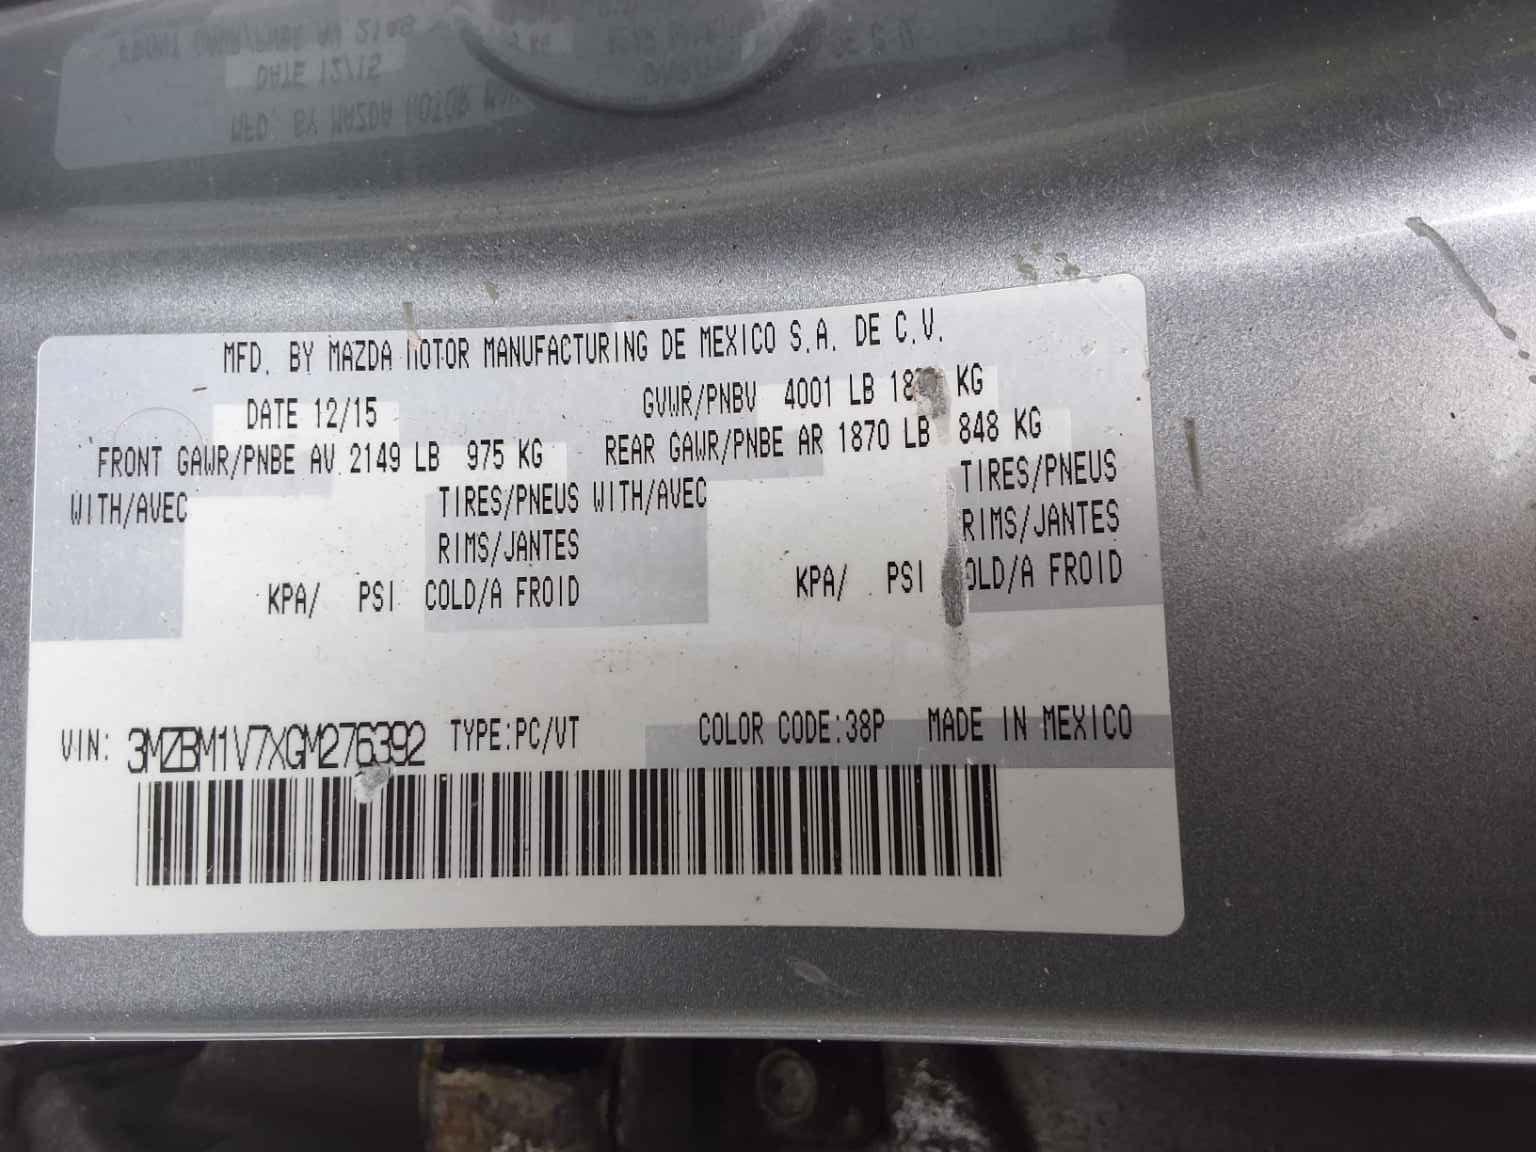 MFD. BY MAZDA MOTOR MANUFACTURING DE MEXICO S.A. DE C.V.
DATE 12/15 GVWR/PNBV 4001 LB KG
FRONT GAWR/PNBE AV 2149 LB 975 KG REAR GAWR/PNBE AR 1870 LB 848 KG
WITH/AVEC TIRES/PNEUS WITH/AVEC TIRES/PNEUS
RIMS/JANTES RIMS/JANTES
KPA/ PSI COLD/A FROID KPA/ PSI COLD/A FROID
VIN: 3MZBM1V7XGM276392 TYPE:PC/VT COLOR CODE:38P MADE IN MEXICO